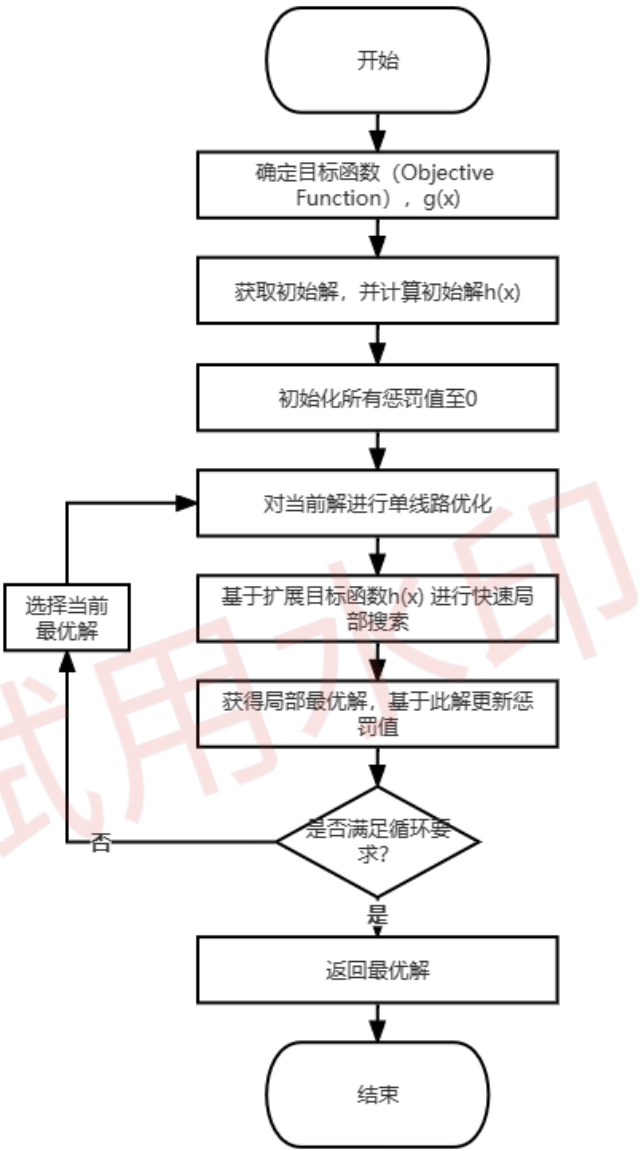 开始
确定目标函数（Objective
Function），g(x)
获取初始解，并计算初始解h(x)
初始化所有惩罚值至0
对当前解进行单线路优化
选择当前
最优解
基于扩展目标函数h(x) 进行快速局
部搜索
获得局部最优解，基于此解更新惩
罚值
是否满足循环要
求?
否
是
返回最优解
结束
试用水印